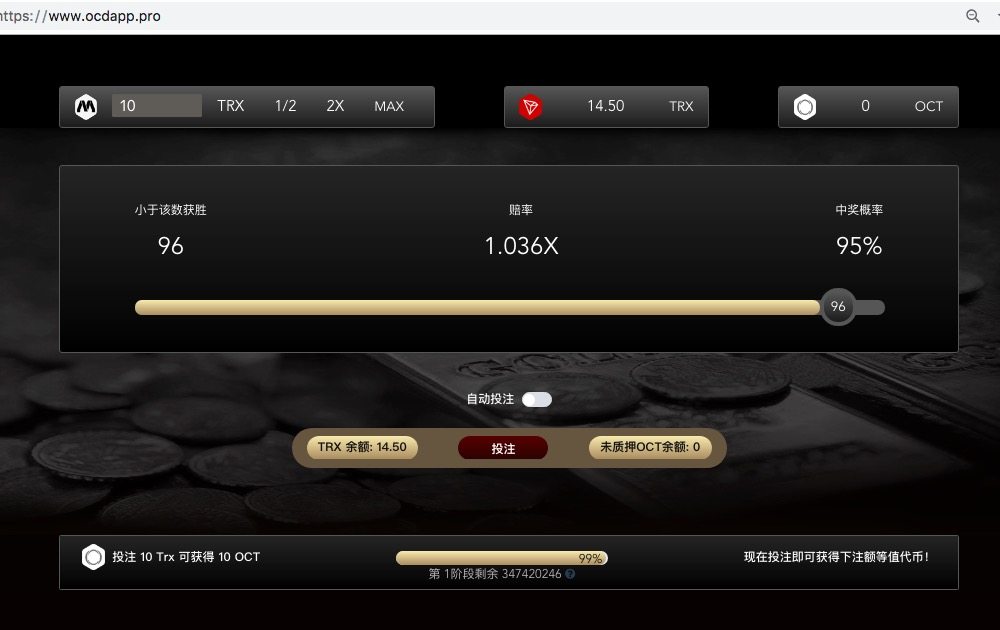 https://www.ocdapp.pro
10 TRX 1/2 2X MAX
14.50 TRX
0 OCT
小于该数获胜 赔率 中奖概率
96 1.036X 95%
96
自动投注
TRX 余额: 14.50 投注 未质押OCT余额: 0
投注 10 Trx 可获得 10 OCT
99%
第 1阶段剩余 347420246
现在投注即可获得下注额等值代币！